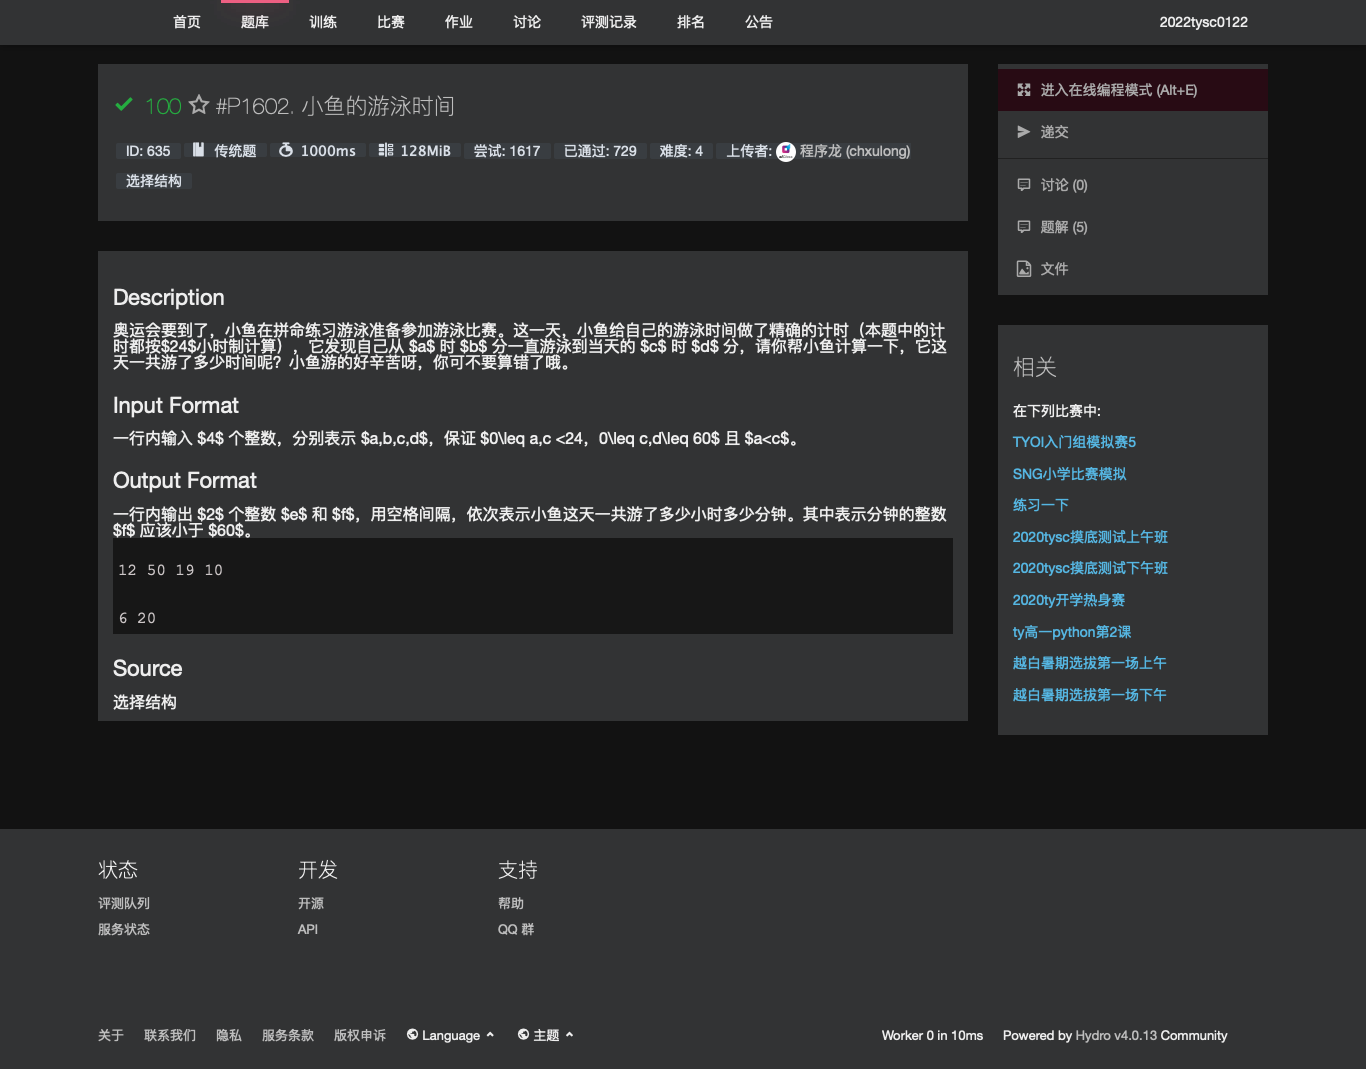 首页 题库 训练 比赛 作业 讨论 评测记录 排名 公告 2022tysc0122
100 #P1602. 小鱼的游泳时间
ID: 635 传统题 1000ms 128MiB 尝试: 1617 已通过: 729 难度: 4 上传者: 程序龙 (chxulong)
选择结构
Description
奥运会要到了，小鱼在拼命练习游泳准备参加游泳比赛。这一天，小鱼给自己的游泳时间做了精确的计时（本题中的计
时都按$24$小时制计算），它发现自己从 $a$ 时 $b$ 分一直游泳到当天的 $c$ 时 $d$ 分，请你帮小鱼计算一下，它这
天一共游了多少时间呢？小鱼游的好辛苦呀，你可不要算错了哦。
Input Format
一行内输入 $4$ 个整数，分别表示 $a,b,c,d$，保证 $0\leq a,c <24，0\leq c,d\leq 60$ 且 $a<c$。
Output Format
一行内输出 $2$ 个整数 $e$ 和 $f$，用空格间隔，依次表示小鱼这天一共游了多少小时多少分钟。其中表示分钟的整数
$f$ 应该小于 $60$。
12 50 19 10
6 20
Source
选择结构
进入在线编程模式 (Alt+E)
递交
讨论 (0)
题解 (5)
文件
相关
在下列比赛中:
TYOI入门组模拟赛5
SNG小学比赛模拟
练习一下
2020tysc摸底测试上午班
2020tysc摸底测试下午班
2020ty开学热身赛
ty高一python第2课
越白暑期选拔第一场上午
越白暑期选拔第一场下午
状态 开发 支持
评测队列 开源 帮助
服务状态 API QQ 群
关于 联系我们 隐私 服务条款 版权申诉 Language 主题 Worker 0 in 10ms Powered by Hydro v4.0.13 Community